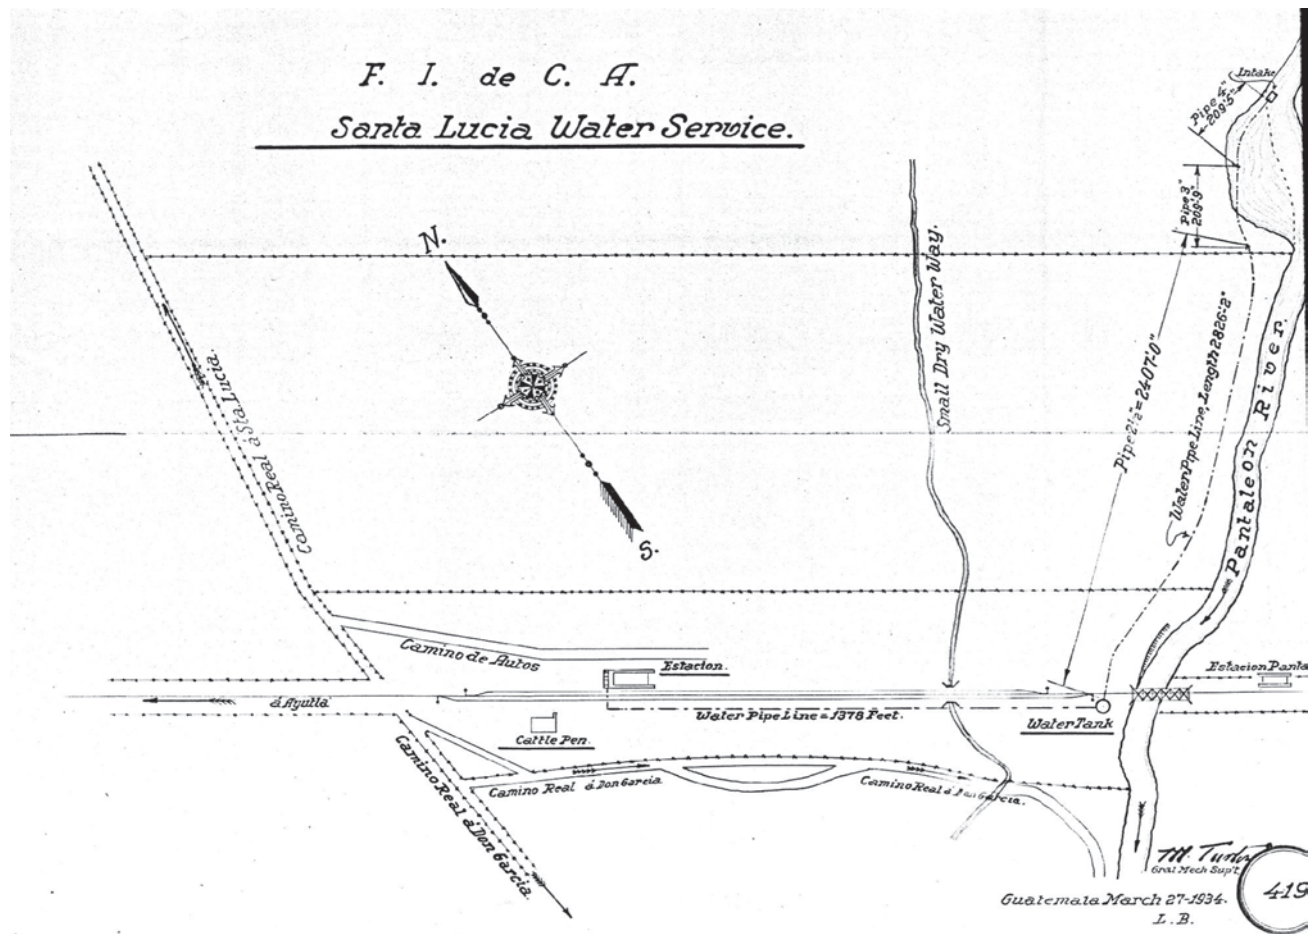 F. I. de C. A.
Santa Lucia Water Service.
Intake
Pipe 4"
209'-5"
Pipe 3"
209'-9"
N.
S.
Small Dry Water Way.
Pipe 2½" = 2407'-0"
Water Pipe Line, Length 2826'-2"
Pantaleon River
Camino Real á Sta. Lucia.
Camino de Autos
Estacion.
Estacion Panta
á Ayutla
Water Pipe Line = 1378 Feet.
Water Tank
Cattle Pen.
Camino Real á Don Garcia
Camino Real á Don Garcia.
Camino Real á Don Garcia.
Gral Mech Sup't
Guatemala March 27-1934.
L.B.
419